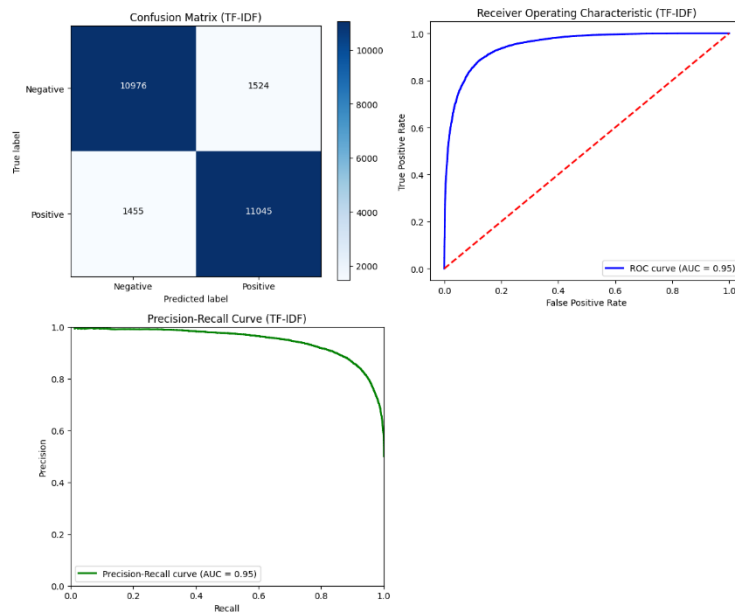 Confusion Matrix (TF-IDF)
True label
Negative
Positive
10976
1524
1455
11045
Negative
Positive
Predicted label
10000
8000
6000
4000
2000
Receiver Operating Characteristic (TF-IDF)
True Positive Rate
1.0
0.8
0.6
0.4
0.2
0.0
ROC curve (AUC = 0.95)
0.0
0.2
0.4
0.6
0.8
1.0
False Positive Rate
Precision-Recall Curve (TF-IDF)
Precision
1.0
0.8
0.6
0.4
0.2
0.0
Precision-Recall curve (AUC = 0.95)
0.0
0.2
0.4
0.6
0.8
1.0
Recall